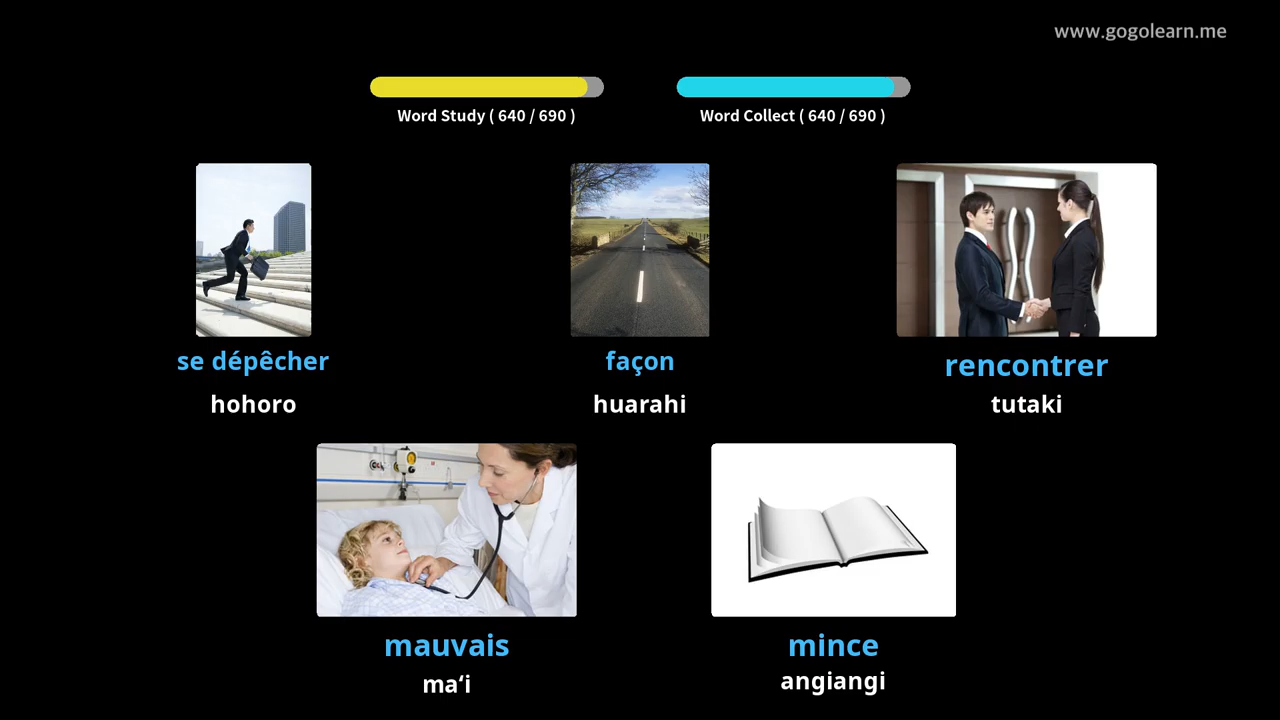 www.gogolearn.me
Word Study ( 640 / 690 )
Word Collect ( 640 / 690 )
se dépêcher
hohoro
façon
huarahi
rencontrer
tutaki
mauvais
ma‘i
mince
angiangi